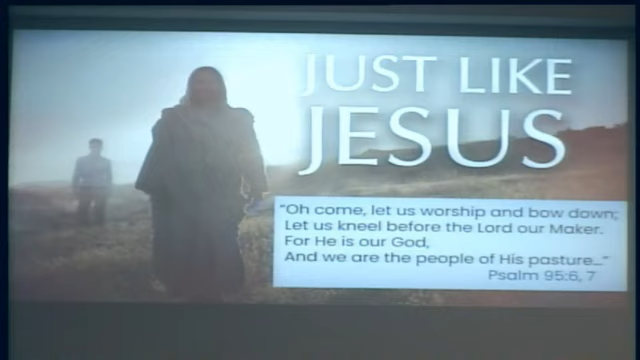 JUST LIKE
JESUS
"Oh come, let us worship and bow down;
Let us kneel before the Lord our Maker.
For He is our God,
And we are the people of His pasture..."
Psalm 95:6, 7